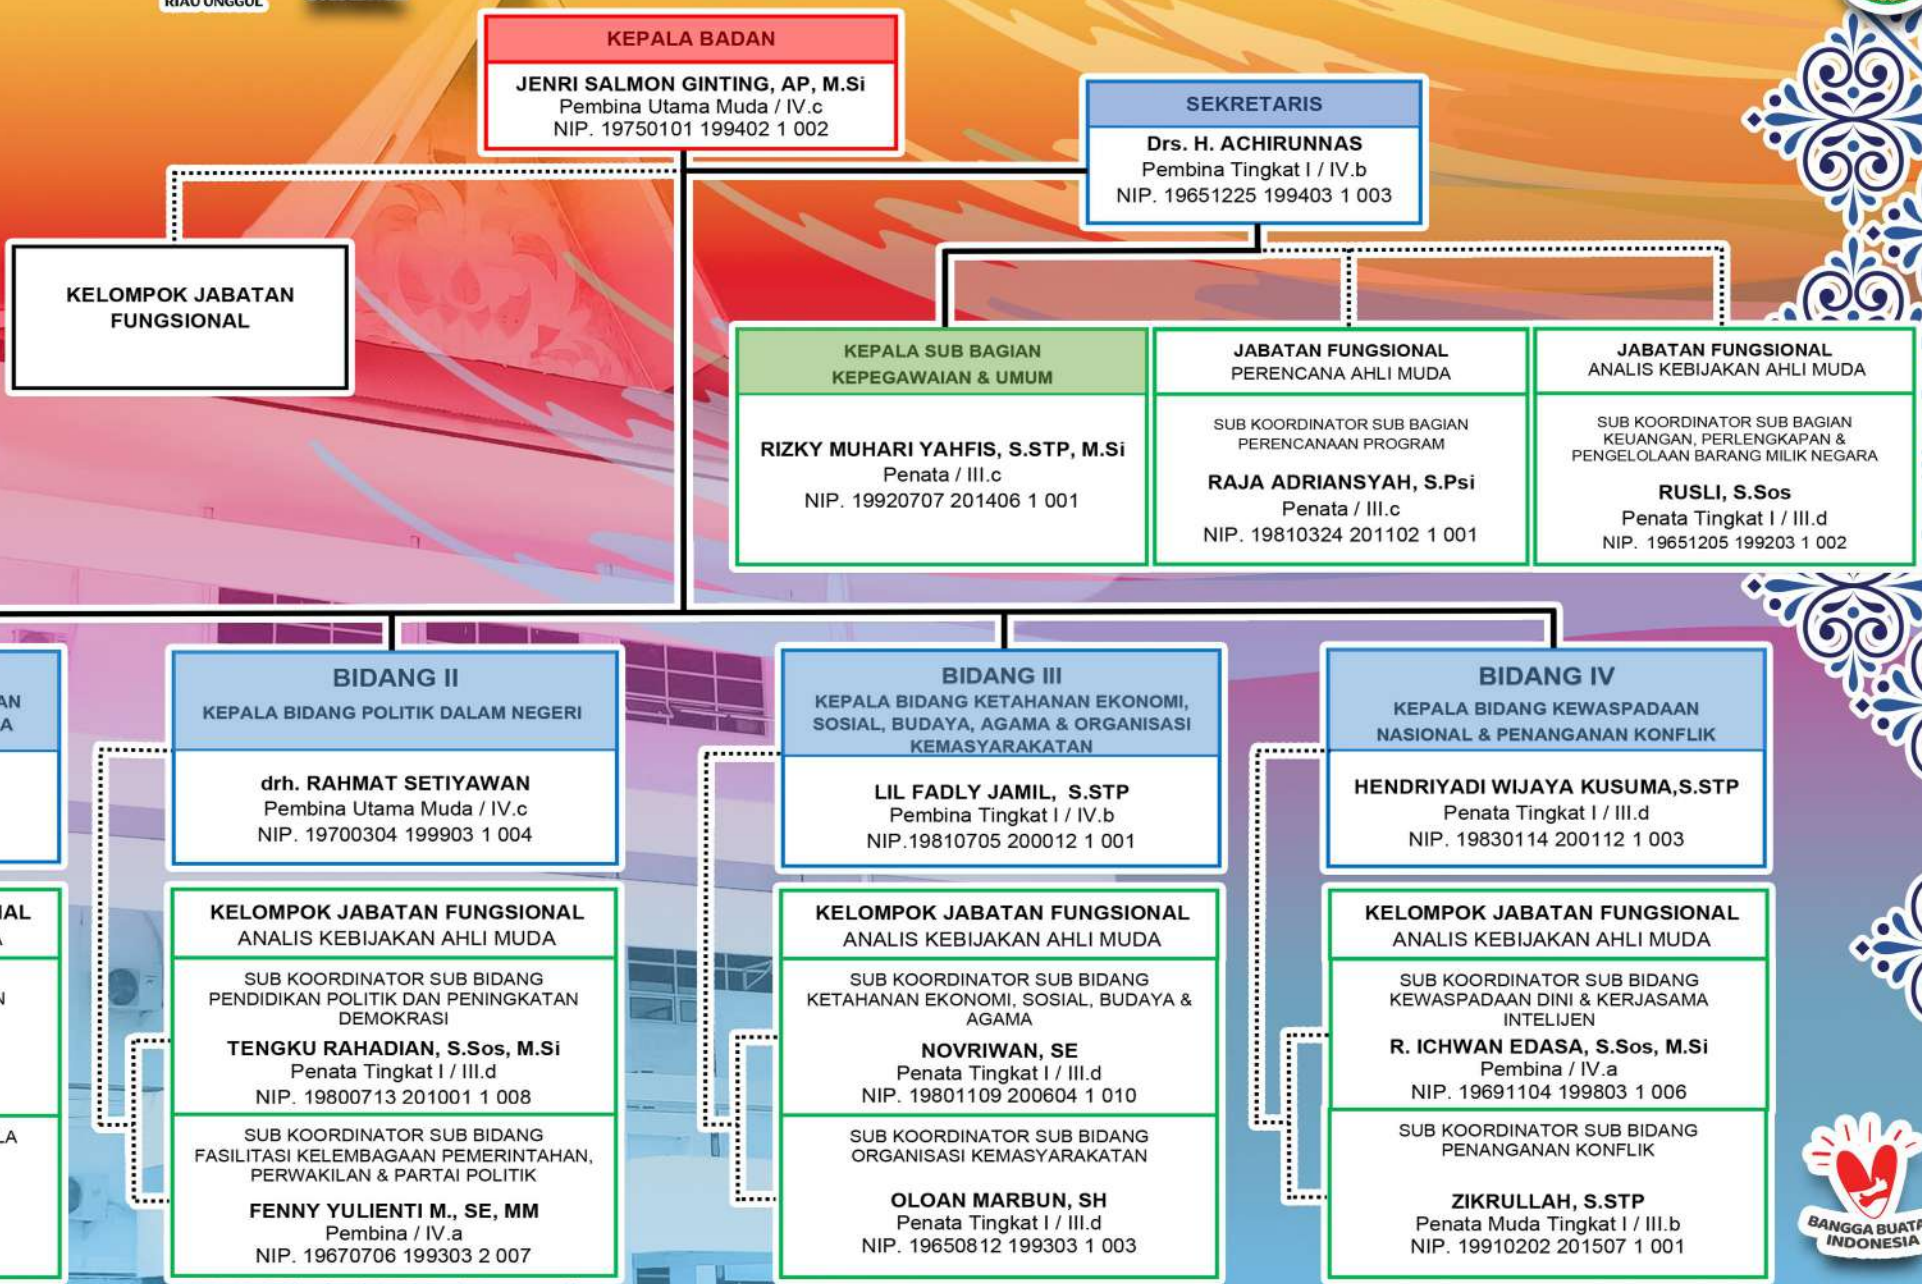 RIAU UNGGUL
KEPALA BADAN
JENRI SALMON GINTING, AP, M.Si
Pembina Utama Muda / IV.c
NIP. 19750101 199402 1 002
SEKRETARIS
Drs. H. ACHIRUNNAS
Pembina Tingkat I / IV.b
NIP. 19651225 199403 1 003
KELOMPOK JABATAN
FUNGSIONAL
KEPALA SUB BAGIAN
KEPEGAWAIAN & UMUM
RIZKY MUHARI YAHFIS, S.STP, M.Si
Penata / III.c
NIP. 19920707 201406 1 001
JABATAN FUNGSIONAL
PERENCANA AHLI MUDA
SUB KOORDINATOR SUB BAGIAN
PERENCANAAN PROGRAM
RAJA ADRIANSYAH, S.Psi
Penata / III.c
NIP. 19810324 201102 1 001
JABATAN FUNGSIONAL
ANALIS KEBIJAKAN AHLI MUDA
SUB KOORDINATOR SUB BAGIAN
KEUANGAN, PERLENGKAPAN &
PENGELOLAAN BARANG MILIK NEGARA
RUSLI, S.Sos
Penata Tingkat I / III.d
NIP. 19651205 199203 1 002
AN
A
IAL
A
N
LA
BIDANG II
KEPALA BIDANG POLITIK DALAM NEGERI
drh. RAHMAT SETIYAWAN
Pembina Utama Muda / IV.c
NIP. 19700304 199903 1 004
KELOMPOK JABATAN FUNGSIONAL
ANALIS KEBIJAKAN AHLI MUDA
SUB KOORDINATOR SUB BIDANG
PENDIDIKAN POLITIK DAN PENINGKATAN
DEMOKRASI
TENGKU RAHADIAN, S.Sos, M.Si
Penata Tingkat I / III.d
NIP. 19800713 201001 1 008
SUB KOORDINATOR SUB BIDANG
FASILITASI KELEMBAGAAN PEMERINTAHAN,
PERWAKILAN & PARTAI POLITIK
FENNY YULIENTI M., SE, MM
Pembina / IV.a
NIP. 19670706 199303 2 007
BIDANG III
KEPALA BIDANG KETAHANAN EKONOMI,
SOSIAL, BUDAYA, AGAMA & ORGANISASI
KEMASYARAKATAN
LIL FADLY JAMIL, S.STP
Pembina Tingkat I / IV.b
NIP.19810705 200012 1 001
KELOMPOK JABATAN FUNGSIONAL
ANALIS KEBIJAKAN AHLI MUDA
SUB KOORDINATOR SUB BIDANG
KETAHANAN EKONOMI, SOSIAL, BUDAYA &
AGAMA
NOVRIWAN, SE
Penata Tingkat I / III.d
NIP. 19801109 200604 1 010
SUB KOORDINATOR SUB BIDANG
ORGANISASI KEMASYARAKATAN
OLOAN MARBUN, SH
Penata Tingkat I / III.d
NIP. 19650812 199303 1 003
BIDANG IV
KEPALA BIDANG KEWASPADAAN
NASIONAL & PENANGANAN KONFLIK
HENDRIYADI WIJAYA KUSUMA,S.STP
Penata Tingkat I / III.d
NIP. 19830114 200112 1 003
KELOMPOK JABATAN FUNGSIONAL
ANALIS KEBIJAKAN AHLI MUDA
SUB KOORDINATOR SUB BIDANG
KEWASPADAAN DINI & KERJASAMA
INTELIJEN
R. ICHWAN EDASA, S.Sos, M.Si
Pembina / IV.a
NIP. 19691104 199803 1 006
SUB KOORDINATOR SUB BIDANG
PENANGANAN KONFLIK
ZIKRULLAH, S.STP
Penata Muda Tingkat I / III.b
NIP. 19910202 201507 1 001
BANGGA BUATA
INDONESIA